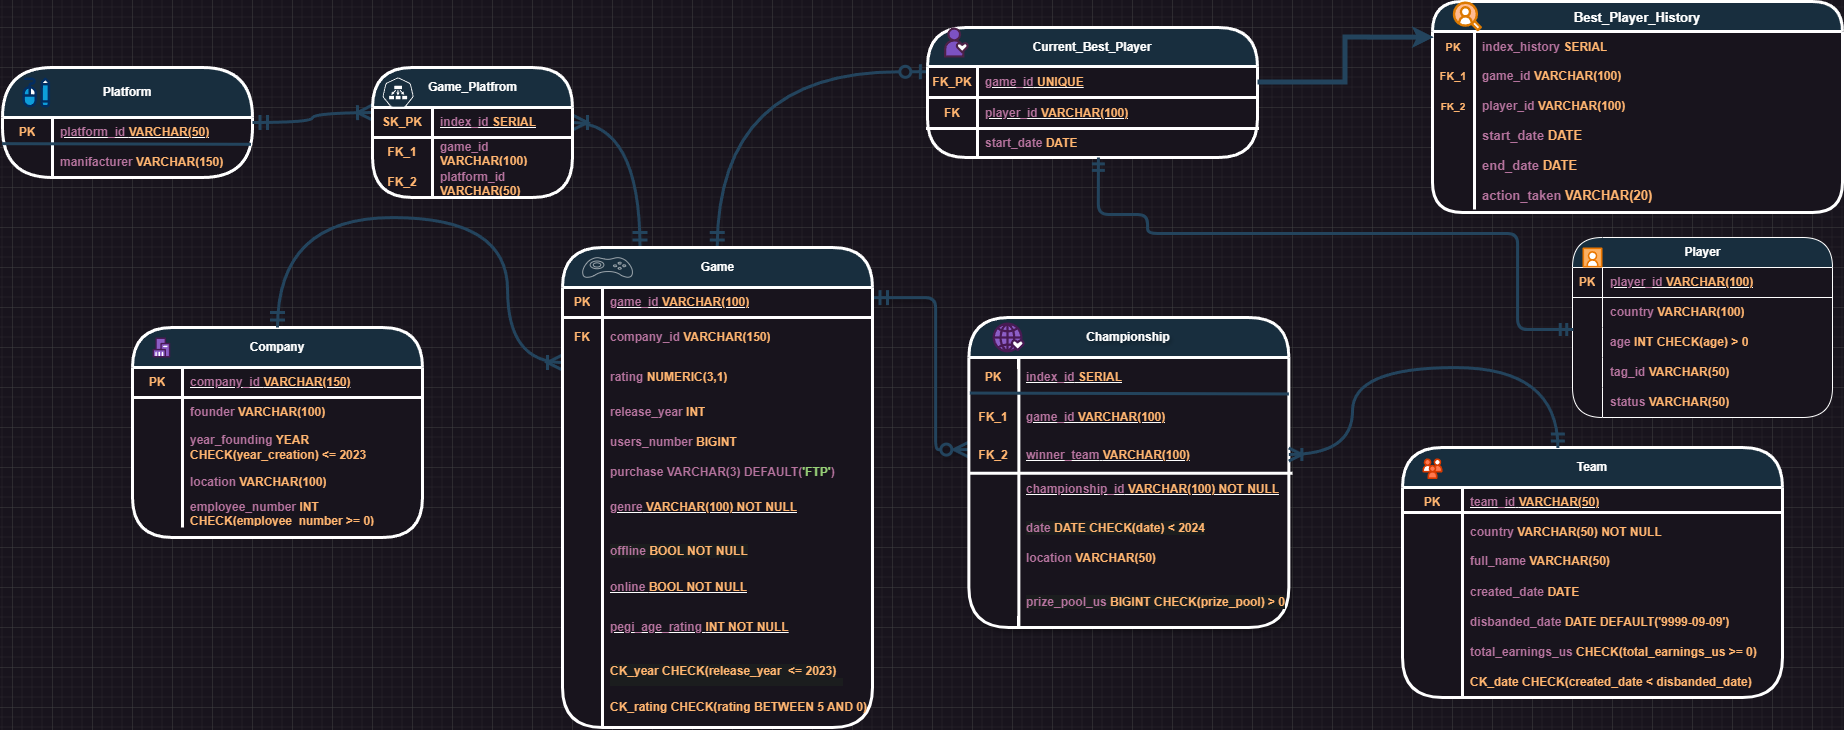 Platform
PK platform_id VARCHAR(50)
manifacturer VARCHAR(150)
Game_Platfrom
SK_PK index_id SERIAL
FK_1 game_id
VARCHAR(100)
FK_2 platform_id
VARCHAR(50)
Current_Best_Player
FK_PK game_id UNIQUE
FK player_id VARCHAR(100)
start_date DATE
Best_Player_History
PK index_history SERIAL
FK_1 game_id VARCHAR(100)
FK_2 player_id VARCHAR(100)
start_date DATE
end_date DATE
action_taken VARCHAR(20)
Company
PK company_id VARCHAR(150)
founder VARCHAR(100)
year_founding YEAR
CHECK(year_creation) <= 2023
location VARCHAR(100)
employee_number INT
CHECK(employee_number >= 0)
Game
PK game_id VARCHAR(100)
FK company_id VARCHAR(150)
rating NUMERIC(3,1)
release_year INT
users_number BIGINT
purchase VARCHAR(3) DEFAULT('FTP')
genre VARCHAR(100) NOT NULL
offline BOOL NOT NULL
online BOOL NOT NULL
pegi_age_rating INT NOT NULL
CK_year CHECK(release_year <= 2023)
CK_rating CHECK(rating BETWEEN 5 AND 0)
Championship
PK index_id SERIAL
FK_1 game_id VARCHAR(100)
FK_2 winner_team VARCHAR(100)
championship_id VARCHAR(100) NOT NULL
date DATE CHECK(date) < 2024
location VARCHAR(50)
prize_pool_us BIGINT CHECK(prize_pool) > 0
Player
PK player_id VARCHAR(100)
country VARCHAR(100)
age INT CHECK(age) > 0
tag_id VARCHAR(50)
status VARCHAR(50)
Team
PK team_id VARCHAR(50)
country VARCHAR(50) NOT NULL
full_name VARCHAR(50)
created_date DATE
disbanded_date DATE DEFAULT('9999-09-09')
total_earnings_us CHECK(total_earnings_us >= 0)
CK_date CHECK(created_date < disbanded_date)